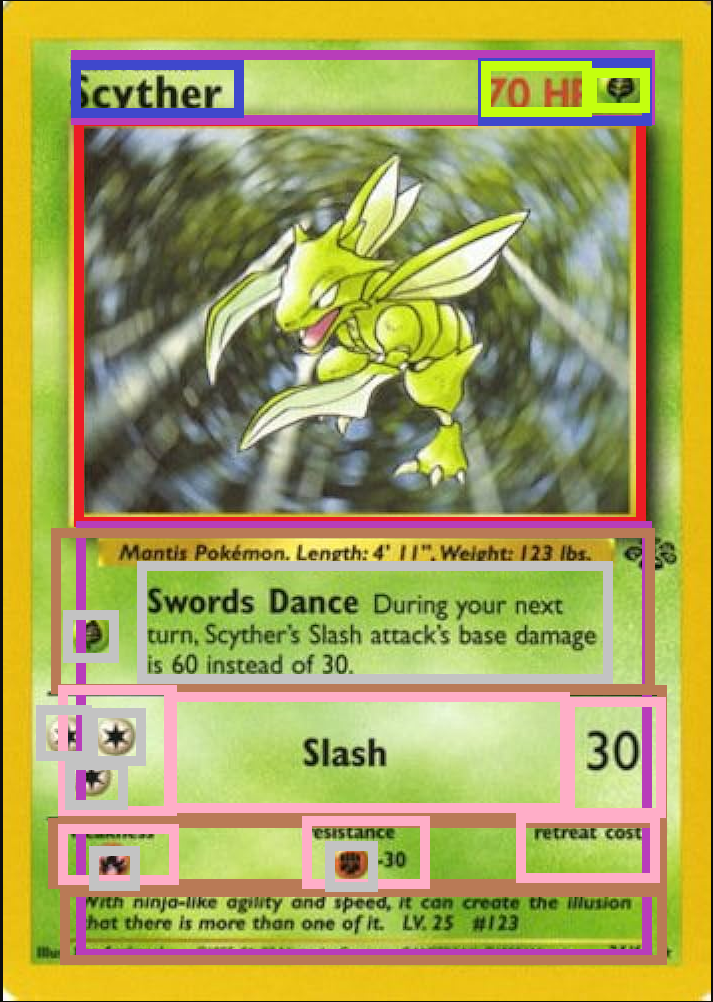 Scyther
70 HP
Mantis Pokémon. Length: 4' 11", Weight: 123 lbs.
Swords Dance During your next
turn, Scyther's Slash attack's base damage
is 60 instead of 30.
Slash 30
weakness resistance retreat cost
-30
With ninja-like agility and speed, it can create the illusion
that there is more than one of it. LV. 25 #123
Illus.